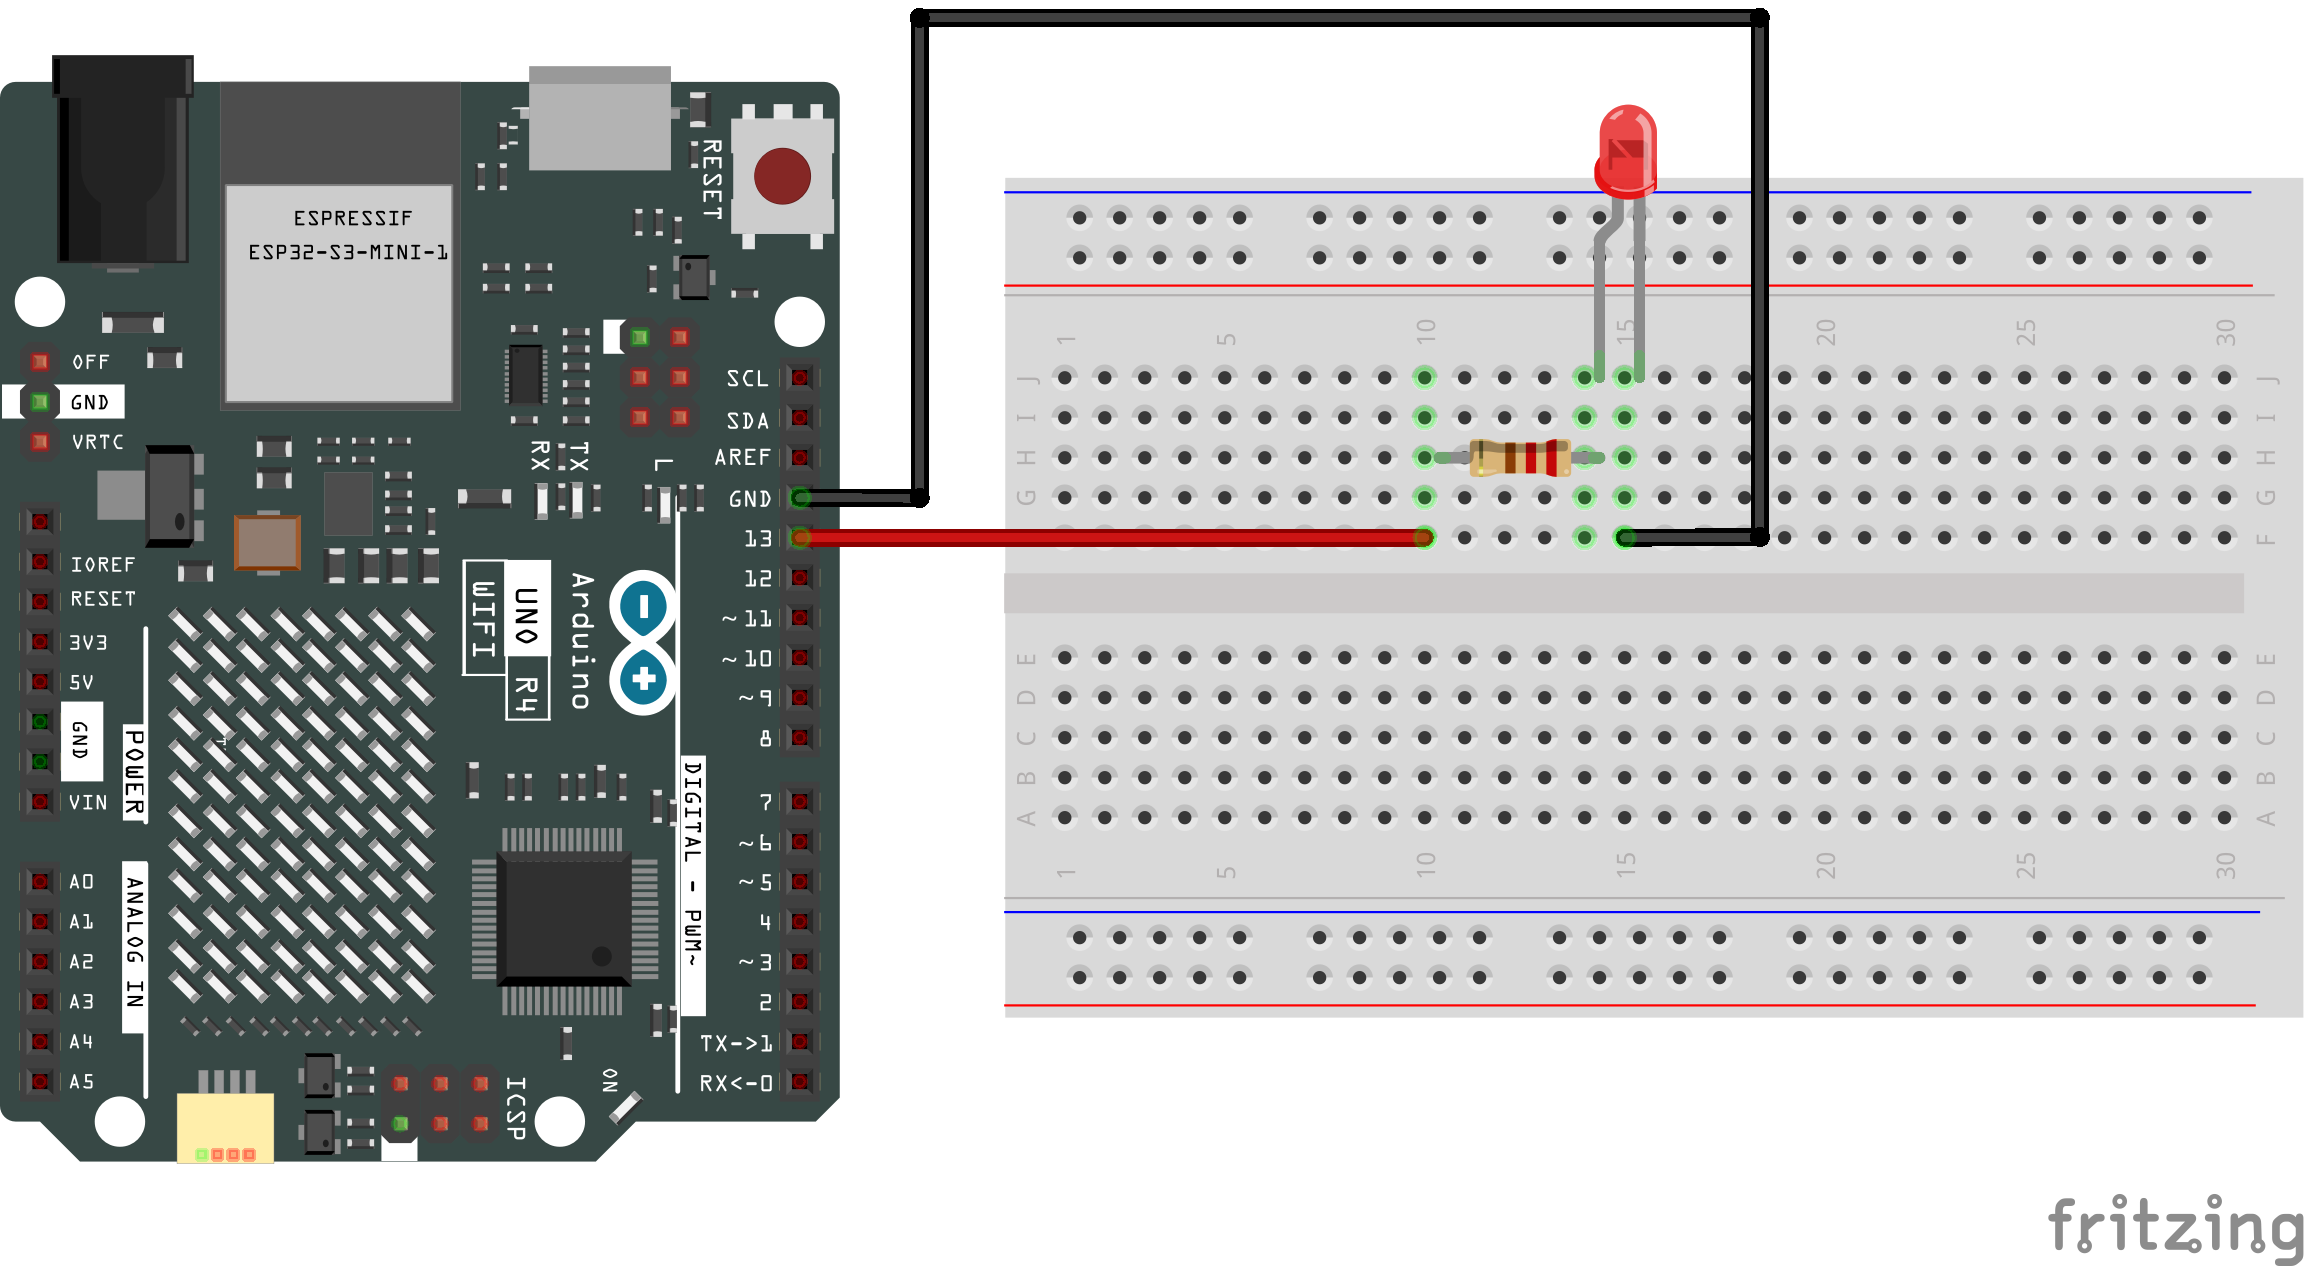 ESPRESSIF
ESP32-S3-MINI-1
RESET
OFF
GND
VRTC
RX
TX
L
SCL
SDA
AREF
GND
13
12
~11
~10
~9
8
7
~6
~5
4
~3
2
TX->1
RX<-0
IOREF
RESET
3V3
5V
GND
VIN
POWER
A0
A1
A2
A3
A4
A5
ANALOG IN
WIFI
UNO
R4
Arduino
DIGITAL - PWM~
T
ICSP
ON
1 5 10 15 20 25 30
J J
I I
H H
G G
F F
E E
D D
C C
B B
A A
1 5 10 15 20 25 30
fritzing